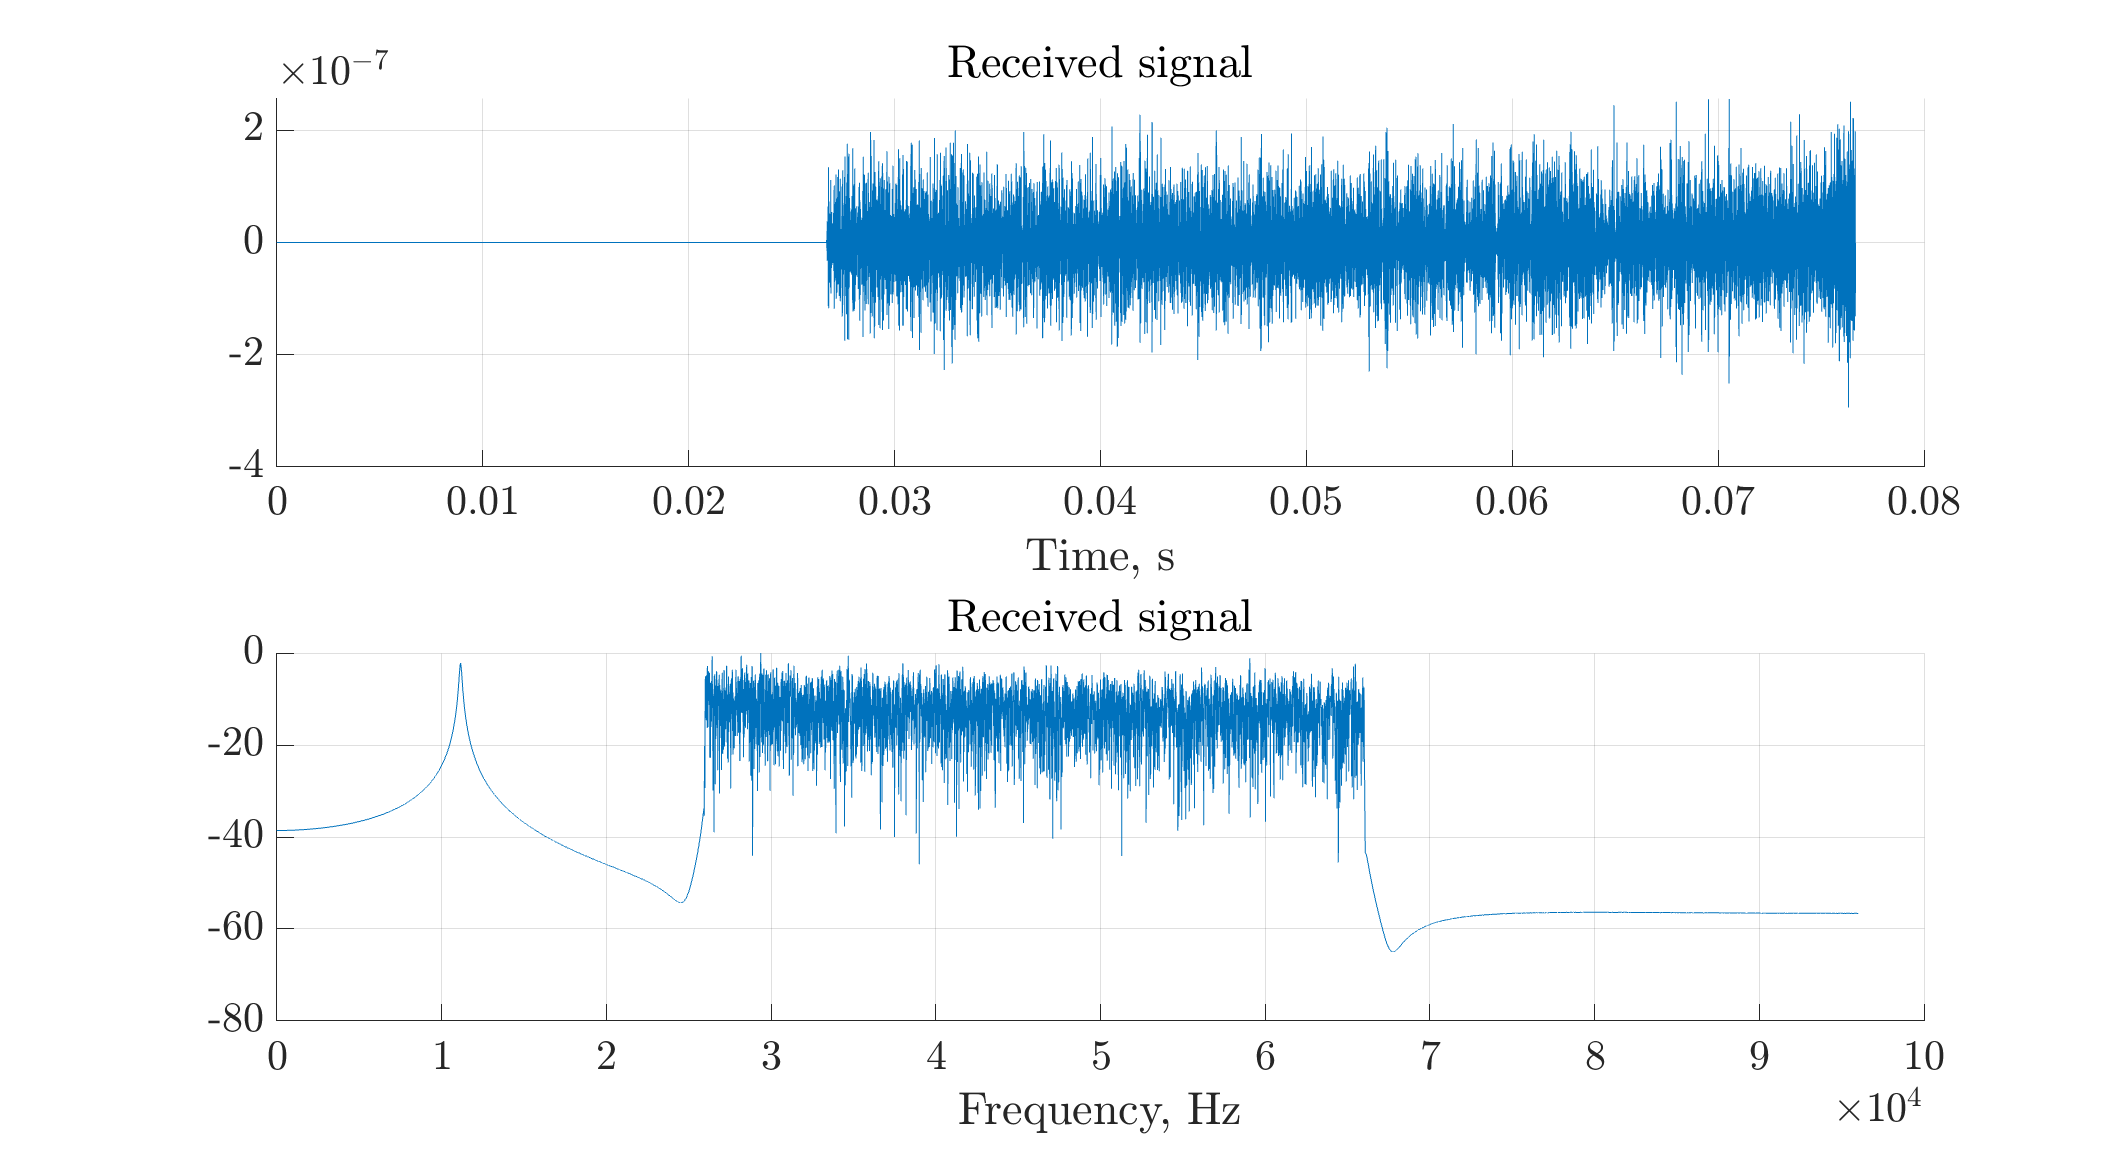 Received signal
×10⁻⁷
2
0
-2
-4
0 0.01 0.02 0.03 0.04 0.05 0.06 0.07 0.08
Time, s
Received signal
0
-20
-40
-60
-80
0 1 2 3 4 5 6 7 8 9 10
Frequency, Hz
×10⁴